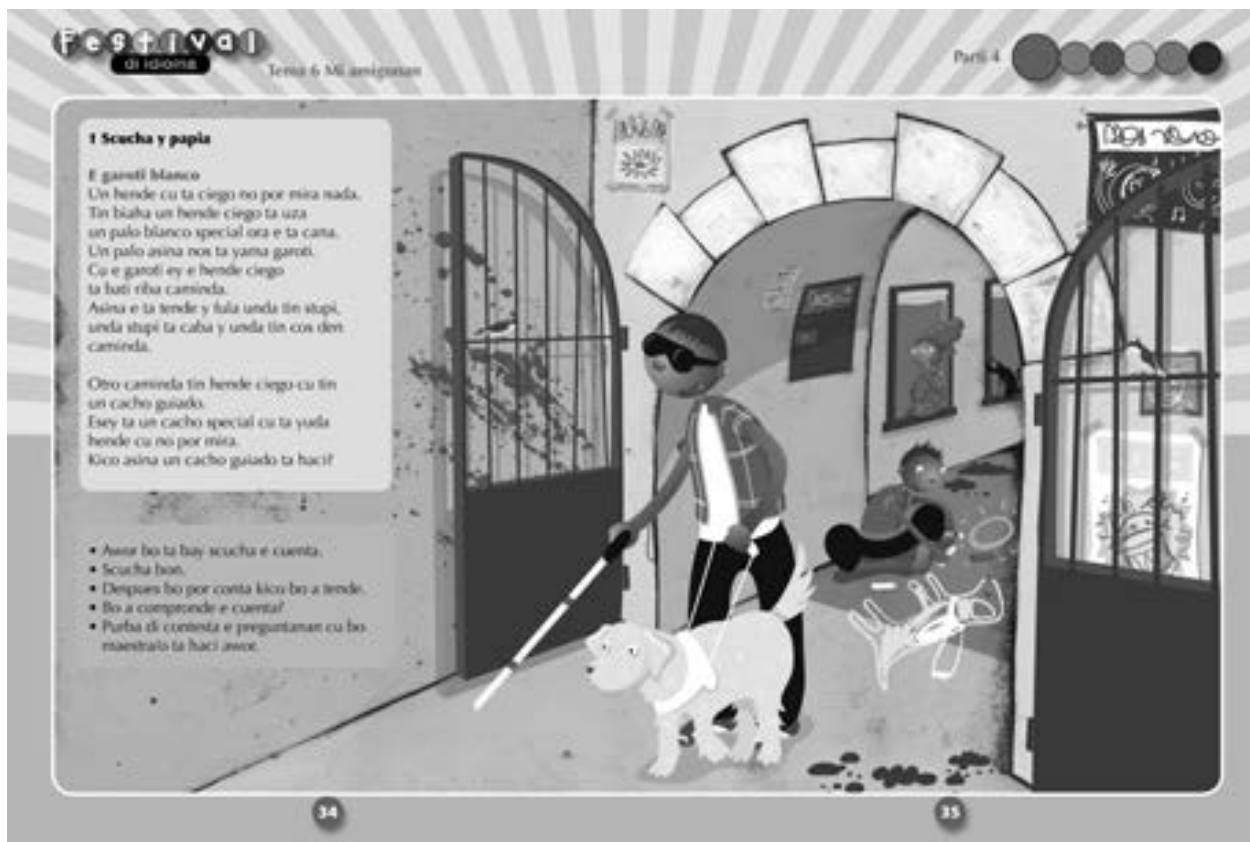 Festival
di idioma
Tema 6 Mi amigonan
Parti 4
1 Scucha y papia
E garoti blanco
Un hende cu ta ciego no por mira nada.
Tin biaha un hende ciego ta uza
un palo blanco special ora e ta cana.
Un palo asina nos ta yama garoti.
Cu e garoti ey e hende ciego
ta bati riba caminda.
Asina e ta tende y fula unda tin stupi,
unda stupi ta caba y unda tin cos den
caminda.
Otro caminda tin hende ciego cu tin
un cacho guiado.
Esey ta un cacho special cu ta yuda
hende cu no por mira.
Kico asina un cacho guiado ta haci?
• Awor bo ta bay scucha e cuenta.
• Scucha bon.
• Despues bo por conta kico bo a tende.
• Bo a compronde e cuenta?
• Purba di contesta e preguntanan cu bo
maestra/o ta haci awor.
34
35